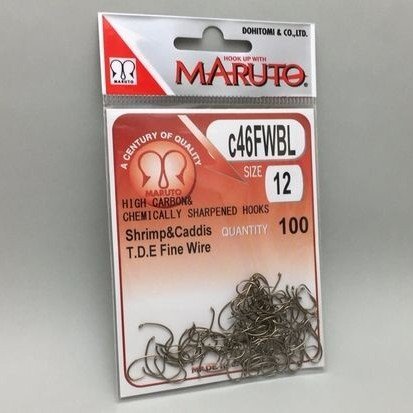 DOHITOMI & CO., LTD.
HOOK UP WITH
MARUTO®
MARUTO
c46FWBL
A CENTURY OF QUALITY
SIZE
12
MARUTO
HIGH CARBON&
CHEMICALLY SHARPENED HOOKS
Shrimp&Caddis
QUANTITY
100
T.D.E Fine Wire
MADE